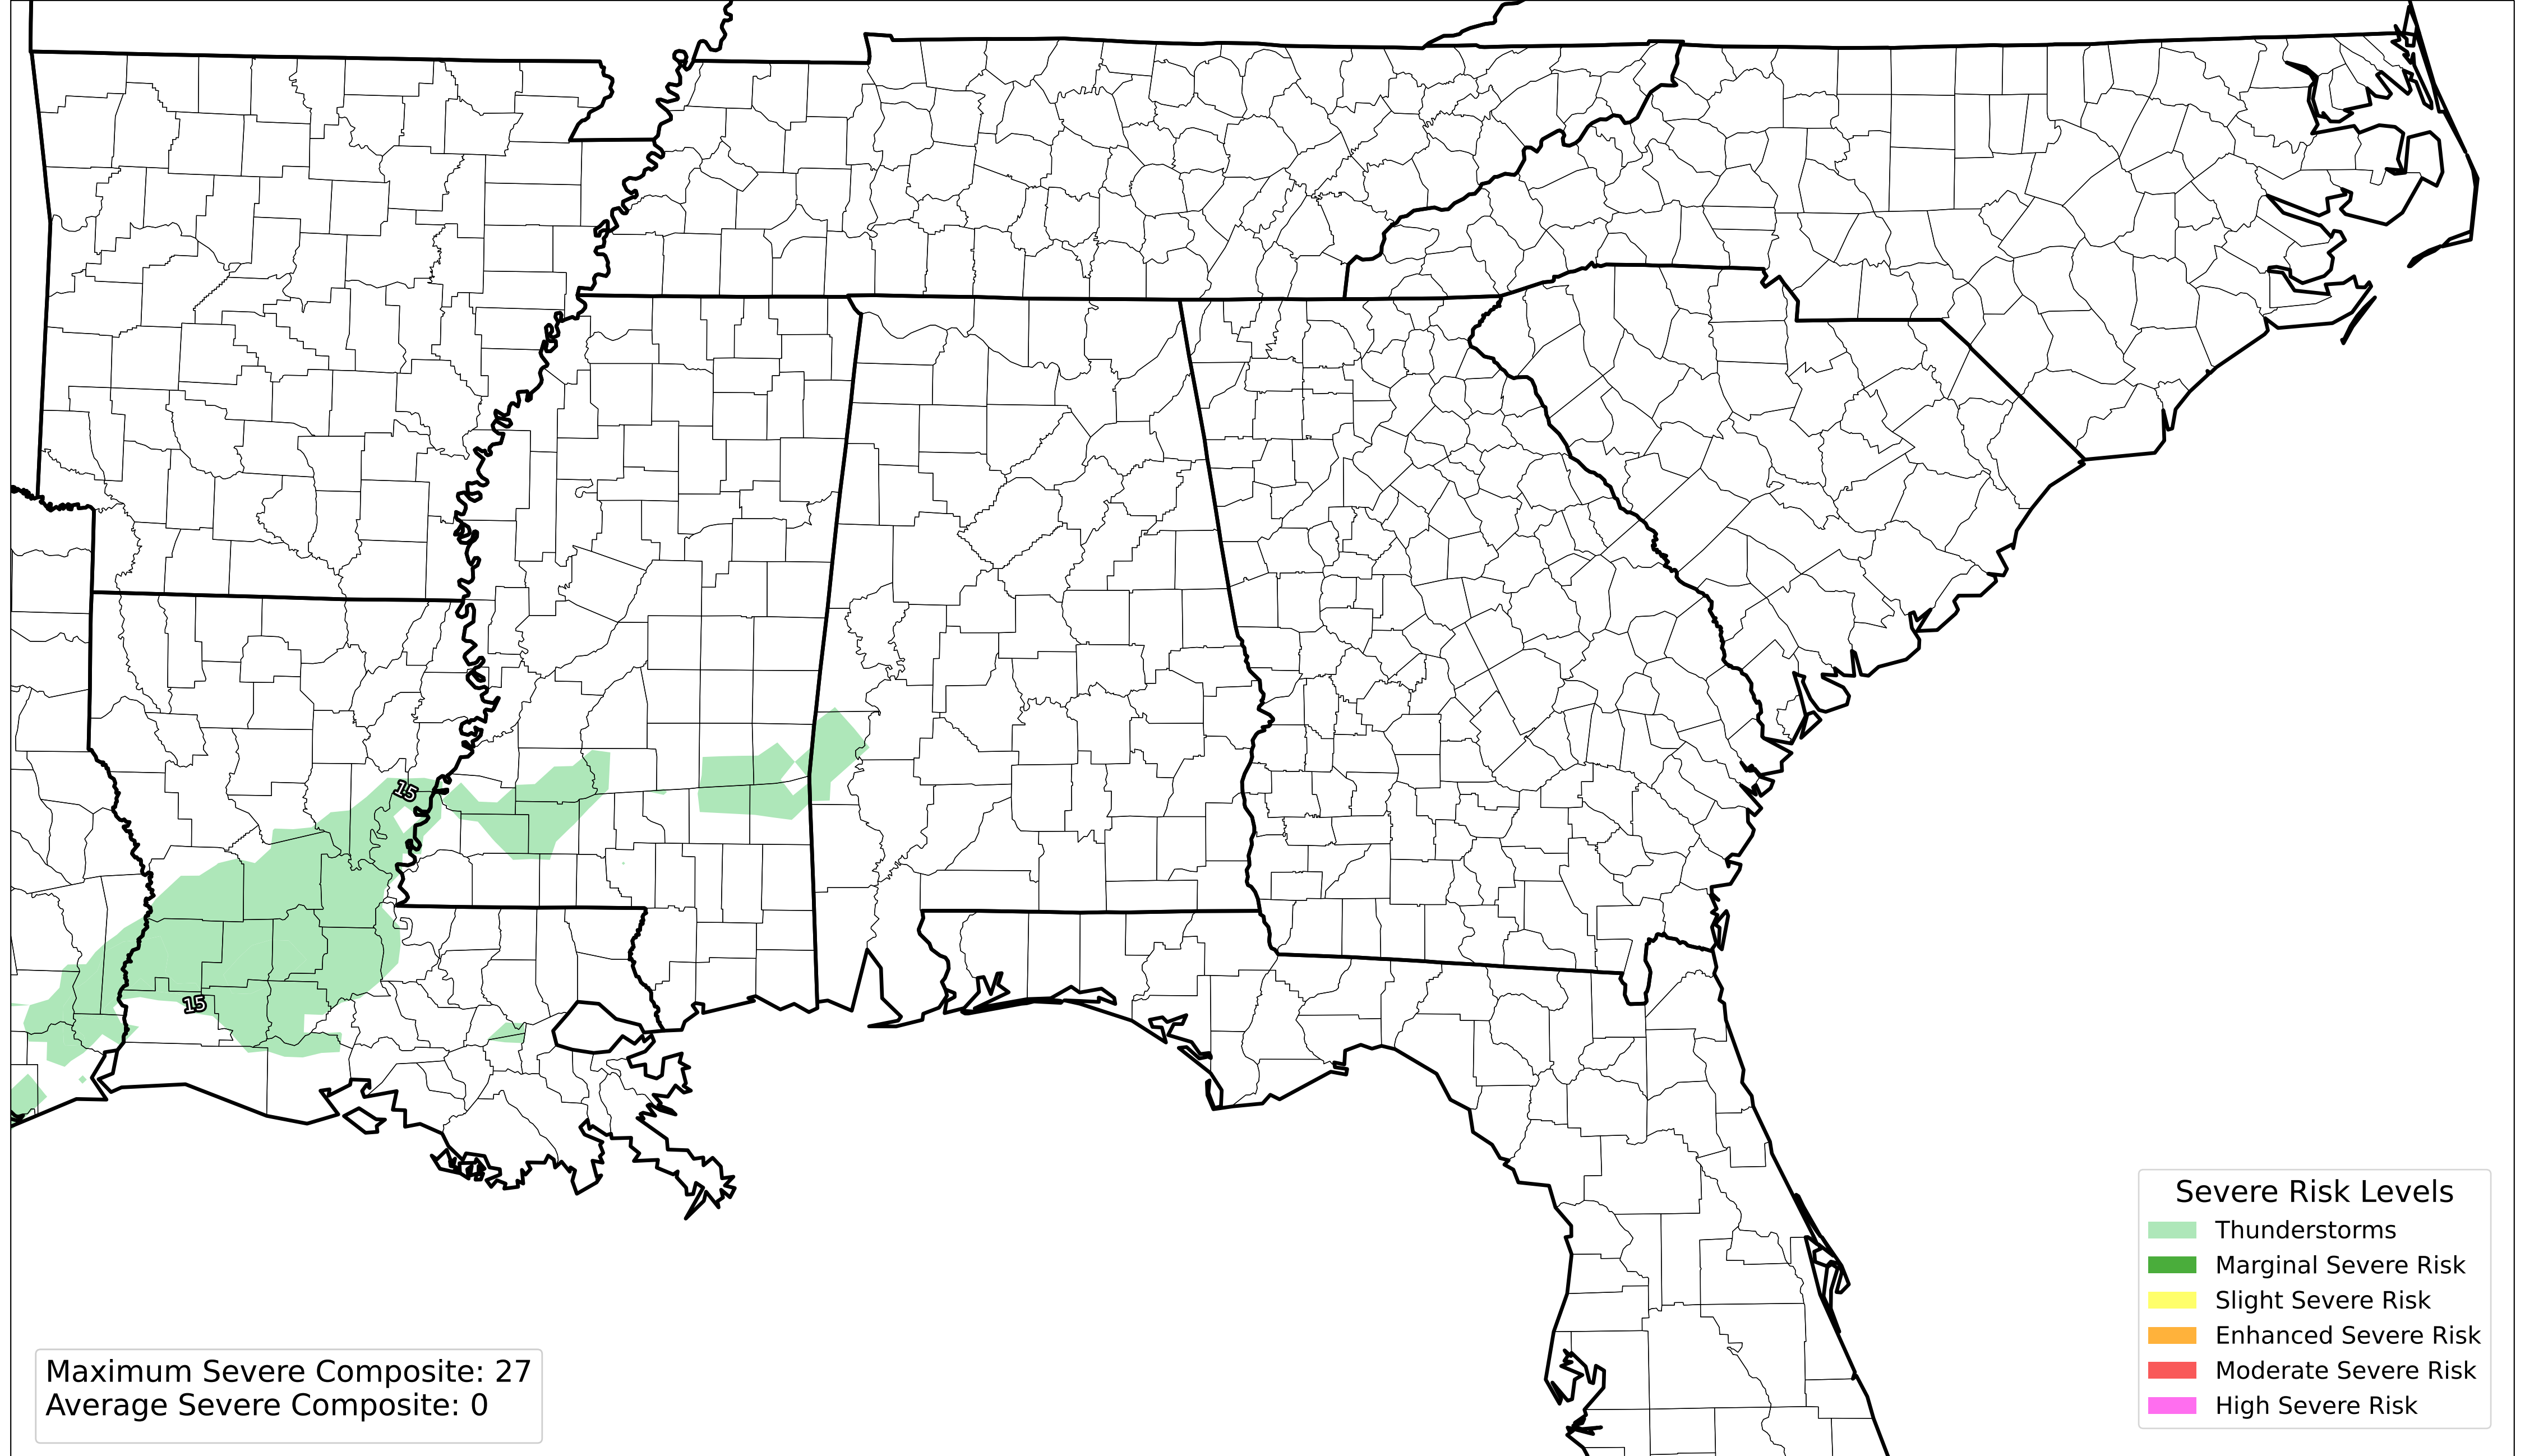 15
15
Severe Risk Levels
Thunderstorms
Marginal Severe Risk
Slight Severe Risk
Enhanced Severe Risk
Moderate Severe Risk
High Severe Risk
Maximum Severe Composite: 27
Average Severe Composite: 0